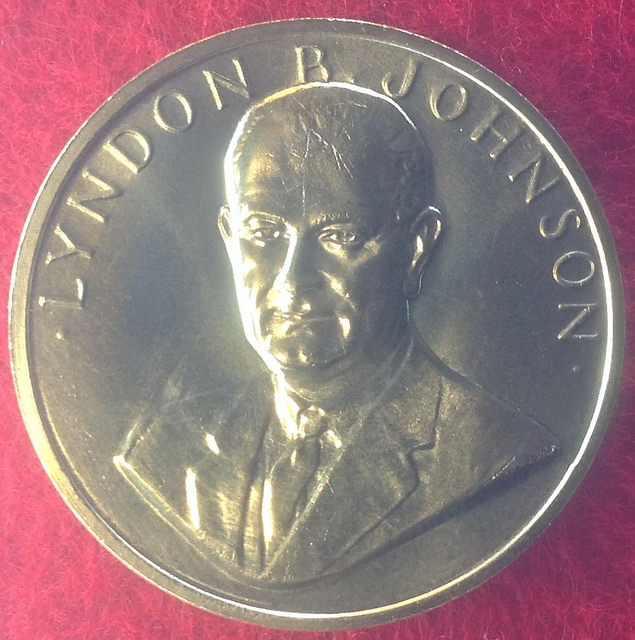 · LYNDON B. JOHNSON ·